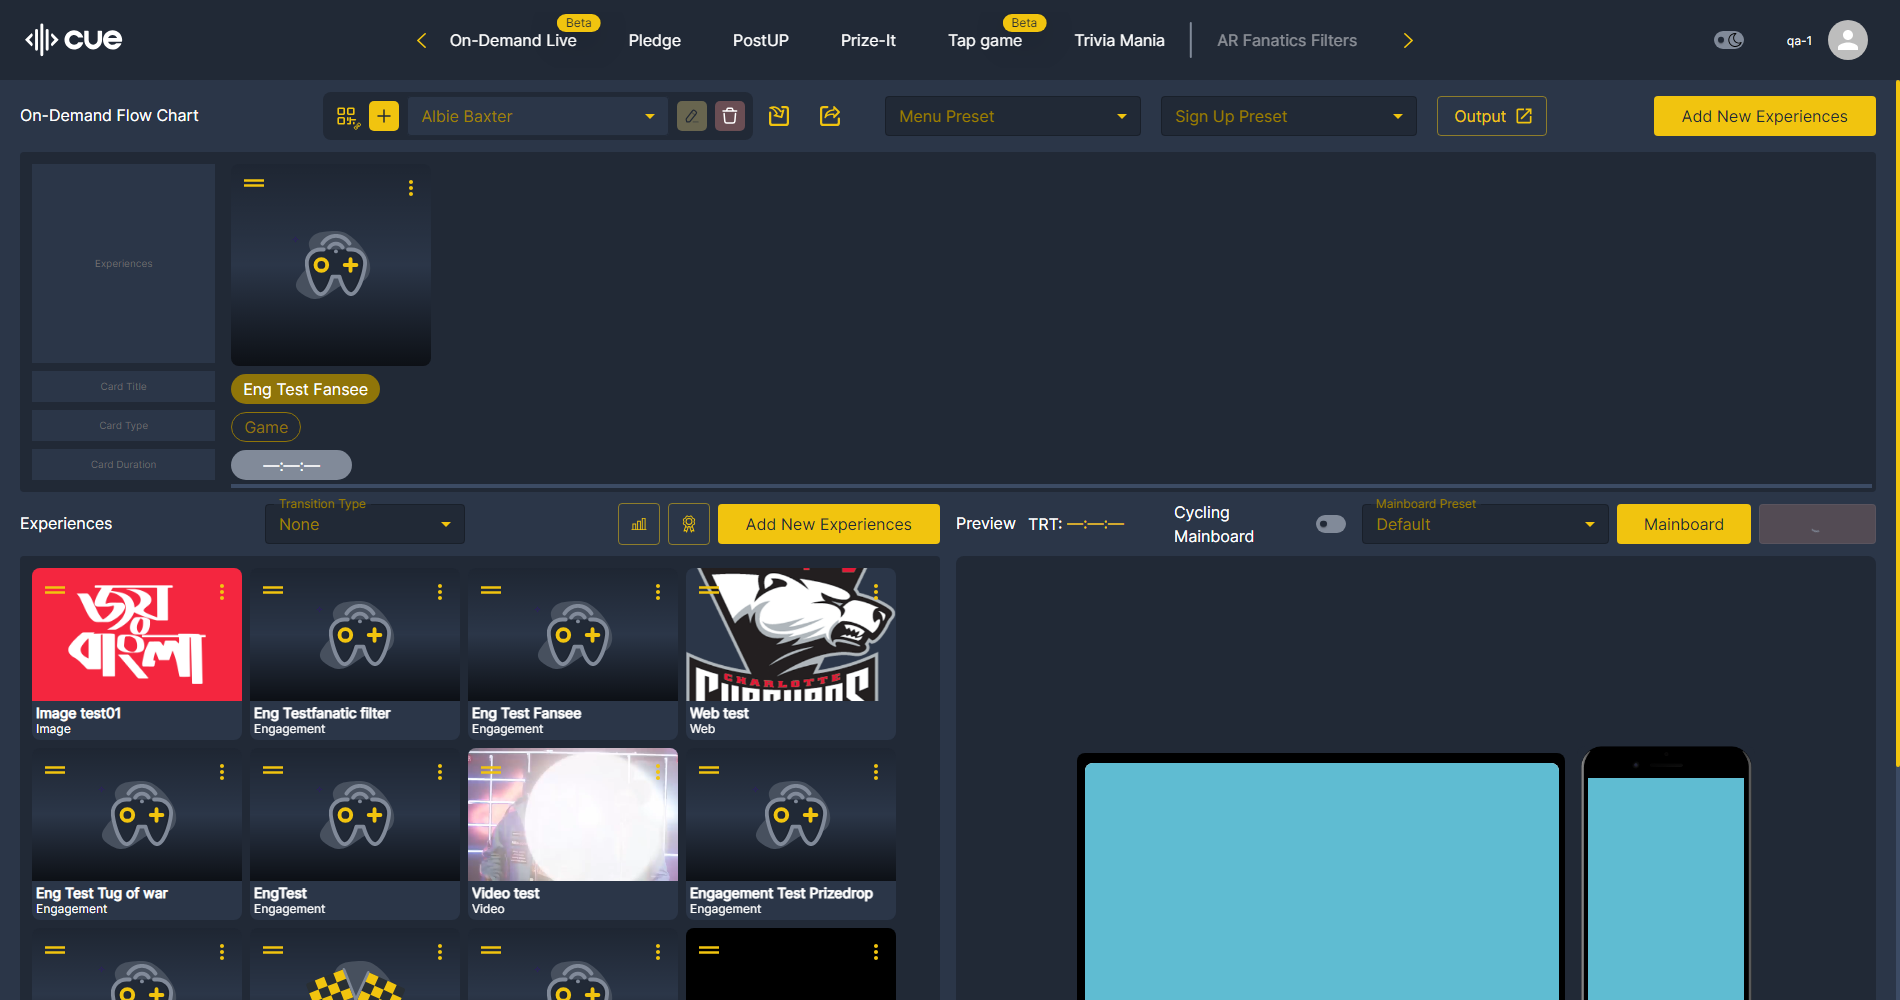 cue
On-Demand Live
Beta
Pledge
PostUP
Prize-It
Tap game
Beta
Trivia Mania
AR Fanatics Filters
qa-1
On-Demand Flow Chart
Albie Baxter
Menu Preset
Sign Up Preset
Output
Add New Experiences
Experiences
Card Title
Eng Test Fansee
Card Type
Game
Card Duration
—:—:—
Experiences
Transition Type
None
Add New Experiences
Preview
TRT: —:—:—
Cycling
Mainboard
Mainboard Preset
Default
Mainboard
জয়
বাংলা
CHARLOTTE
Image test01
Image
Eng Testfanatic filter
Engagement
Eng Test Fansee
Engagement
Web test
Web
Eng Test Tug of war
Engagement
EngTest
Engagement
Video test
Video
Engagement Test Prizedrop
Engagement